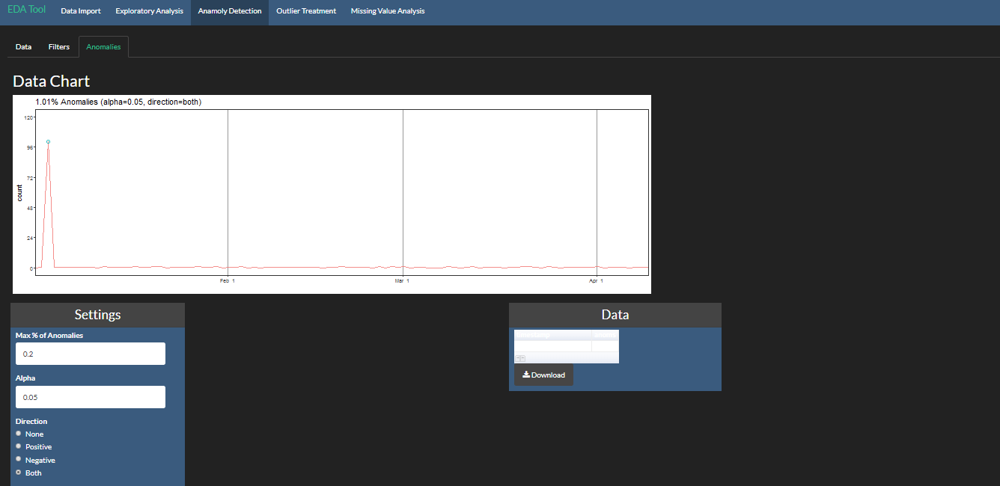 EDA Tool Data Import Exploratory Analysis Anamoly Detection Outlier Treatment Missing Value Analysis
Data Filters Anomalies
Data Chart
1.01% Anomalies (alpha=0.05, direction=both)
120
96
72
48
24
0
count
Feb 1
Mar 1
Apr 1
Settings
Max % of Anomalies
0.2
Alpha
0.05
Direction
None
Positive
Negative
Both
Data
Download